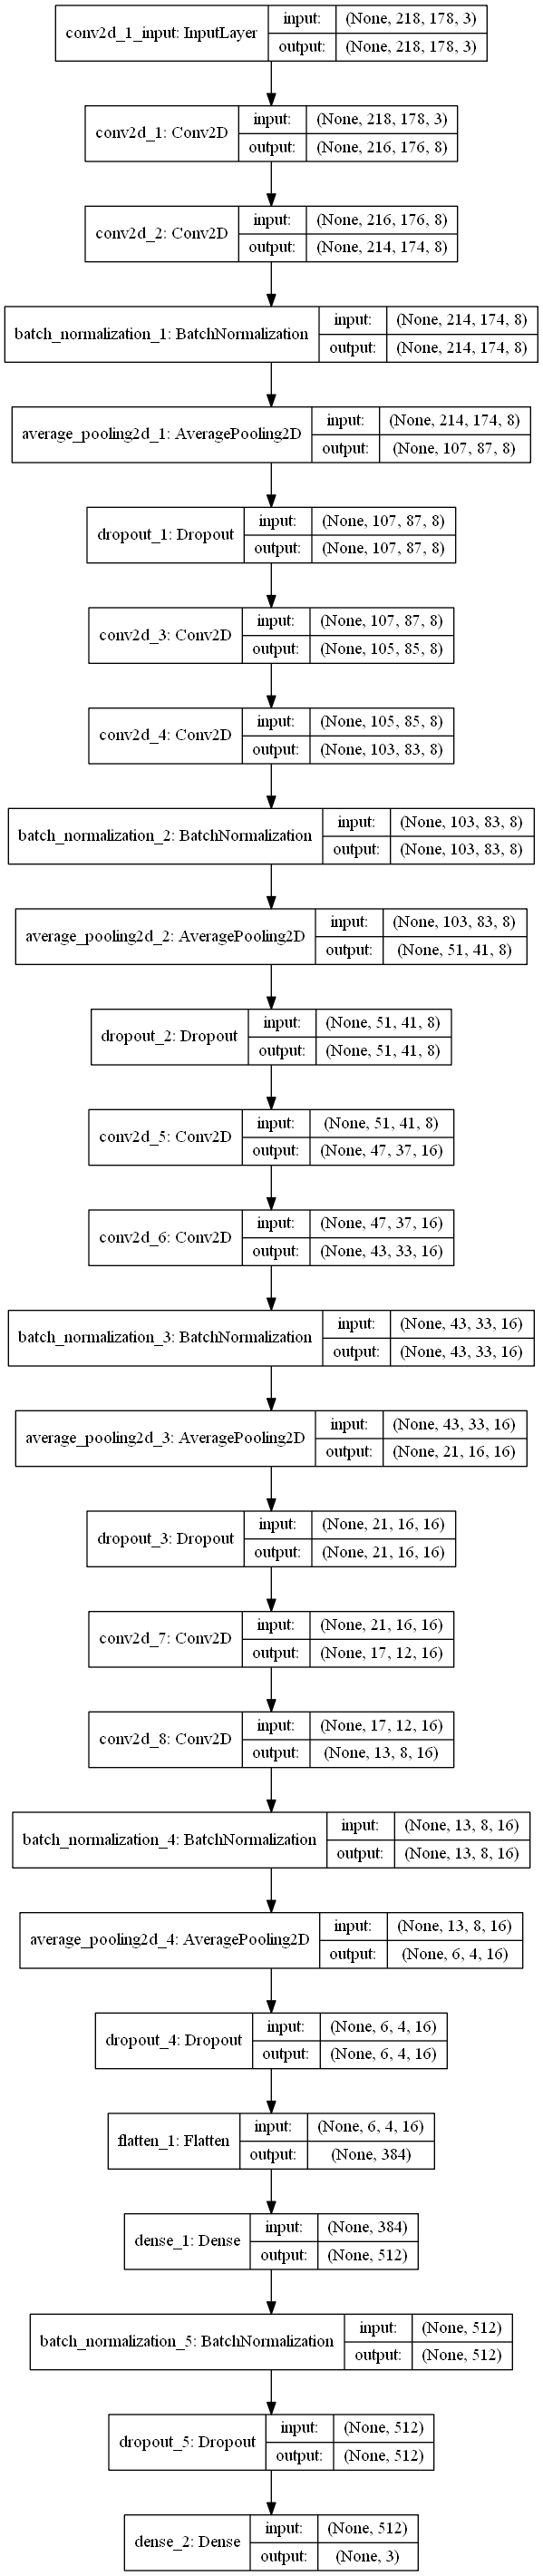 conv2d_1_input: InputLayer input: (None, 218, 178, 3)
output: (None, 218, 178, 3)
conv2d_1: Conv2D input: (None, 218, 178, 3)
output: (None, 216, 176, 8)
conv2d_2: Conv2D input: (None, 216, 176, 8)
output: (None, 214, 174, 8)
batch_normalization_1: BatchNormalization input: (None, 214, 174, 8)
output: (None, 214, 174, 8)
average_pooling2d_1: AveragePooling2D input: (None, 214, 174, 8)
output: (None, 107, 87, 8)
dropout_1: Dropout input: (None, 107, 87, 8)
output: (None, 107, 87, 8)
conv2d_3: Conv2D input: (None, 107, 87, 8)
output: (None, 105, 85, 8)
conv2d_4: Conv2D input: (None, 105, 85, 8)
output: (None, 103, 83, 8)
batch_normalization_2: BatchNormalization input: (None, 103, 83, 8)
output: (None, 103, 83, 8)
average_pooling2d_2: AveragePooling2D input: (None, 103, 83, 8)
output: (None, 51, 41, 8)
dropout_2: Dropout input: (None, 51, 41, 8)
output: (None, 51, 41, 8)
conv2d_5: Conv2D input: (None, 51, 41, 8)
output: (None, 47, 37, 16)
conv2d_6: Conv2D input: (None, 47, 37, 16)
output: (None, 43, 33, 16)
batch_normalization_3: BatchNormalization input: (None, 43, 33, 16)
output: (None, 43, 33, 16)
average_pooling2d_3: AveragePooling2D input: (None, 43, 33, 16)
output: (None, 21, 16, 16)
dropout_3: Dropout input: (None, 21, 16, 16)
output: (None, 21, 16, 16)
conv2d_7: Conv2D input: (None, 21, 16, 16)
output: (None, 17, 12, 16)
conv2d_8: Conv2D input: (None, 17, 12, 16)
output: (None, 13, 8, 16)
batch_normalization_4: BatchNormalization input: (None, 13, 8, 16)
output: (None, 13, 8, 16)
average_pooling2d_4: AveragePooling2D input: (None, 13, 8, 16)
output: (None, 6, 4, 16)
dropout_4: Dropout input: (None, 6, 4, 16)
output: (None, 6, 4, 16)
flatten_1: Flatten input: (None, 6, 4, 16)
output: (None, 384)
dense_1: Dense input: (None, 384)
output: (None, 512)
batch_normalization_5: BatchNormalization input: (None, 512)
output: (None, 512)
dropout_5: Dropout input: (None, 512)
output: (None, 512)
dense_2: Dense input: (None, 512)
output: (None, 3)